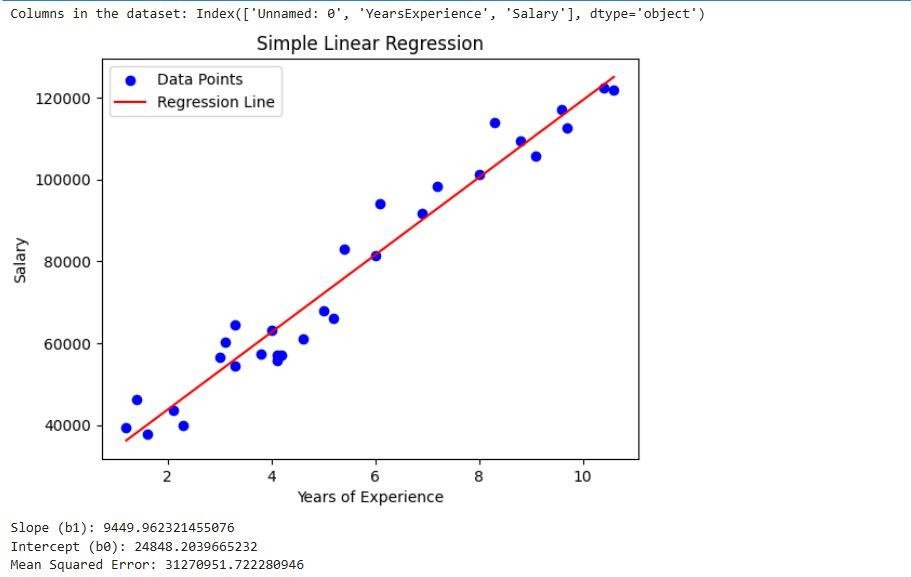 Columns in the dataset: Index(['Unnamed: 0', 'YearsExperience', 'Salary'], dtype='object')
Simple Linear Regression
Data Points
Regression Line
120000
100000
80000
60000
40000
Salary
2 4 6 8 10
Years of Experience
Slope (b1): 9449.962321455076
Intercept (b0): 24848.2039665232
Mean Squared Error: 31270951.722280946